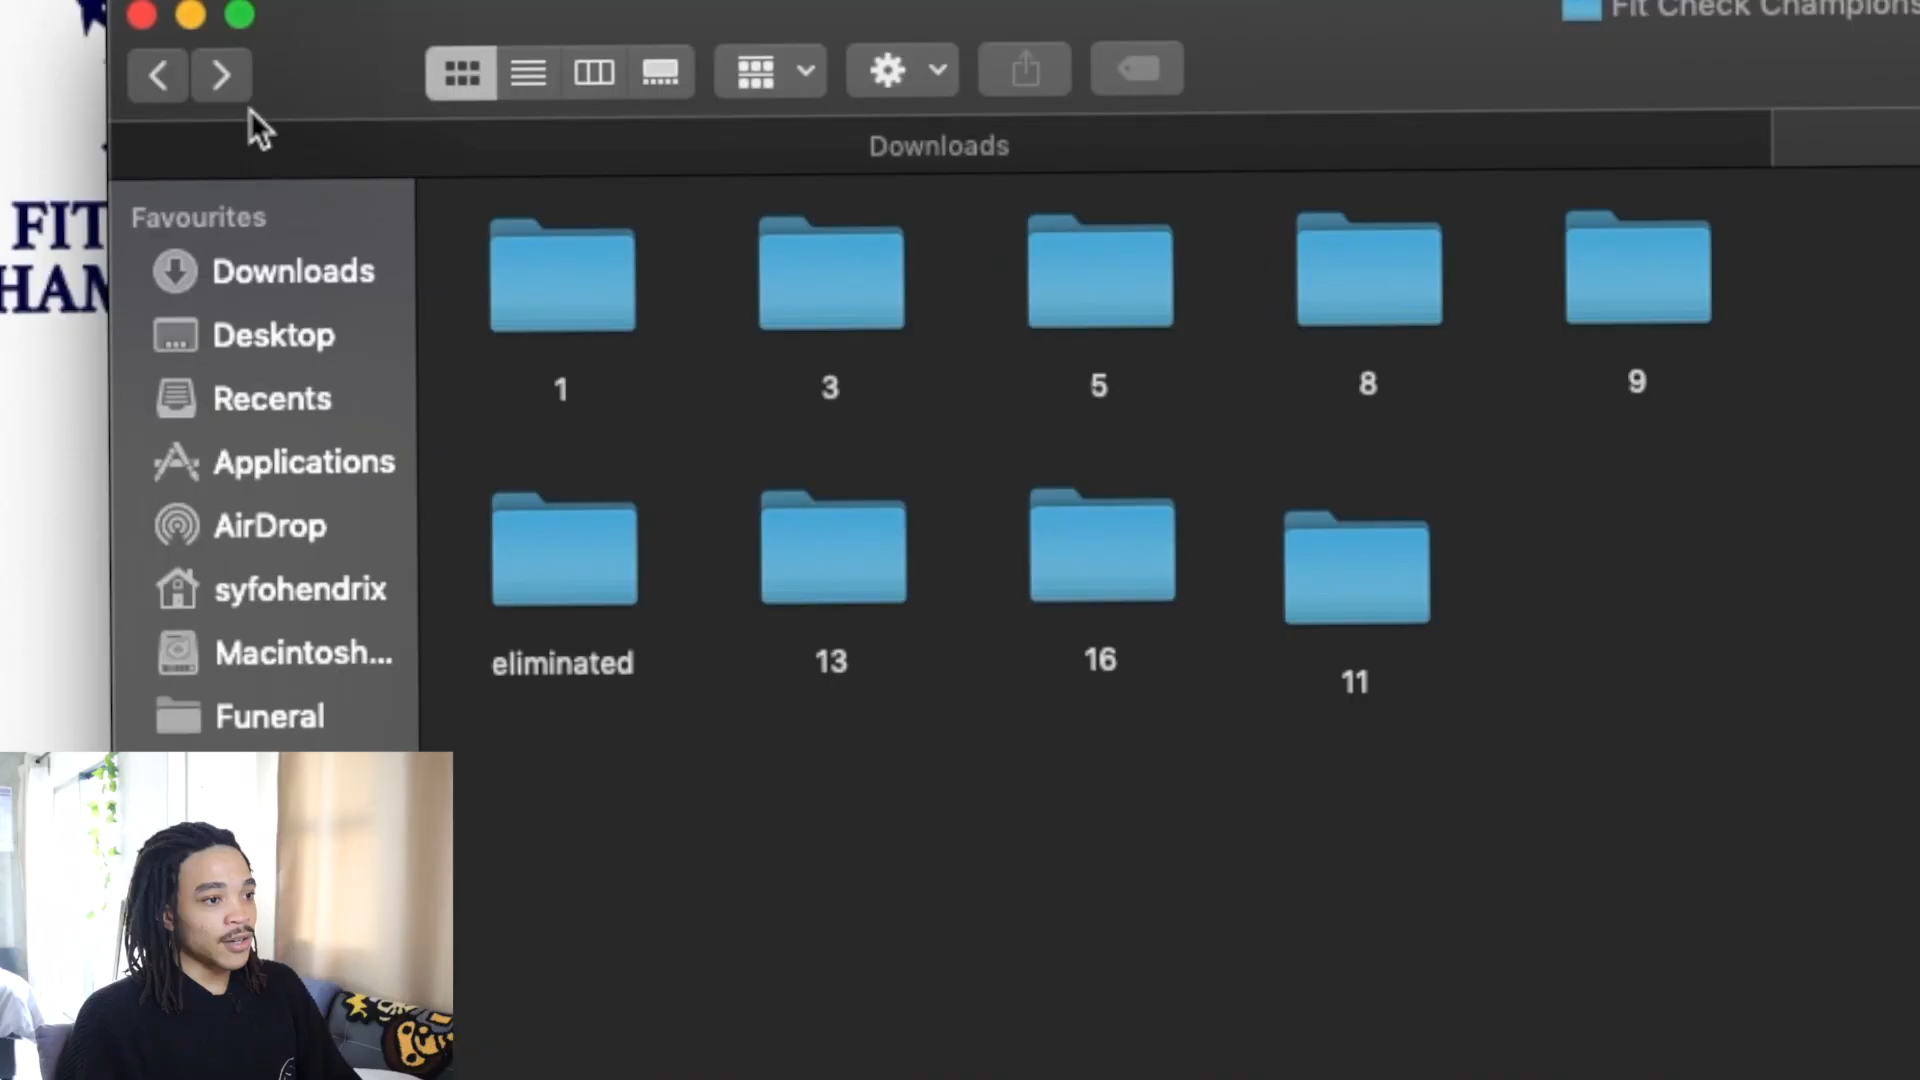 Fit Check Champions
Downloads
FIT
HAM
Favourites
Downloads
Desktop
Recents
Applications
AirDrop
syfohendrix
Macintosh...
Funeral
1
3
5
8
9
eliminated
13
16
11